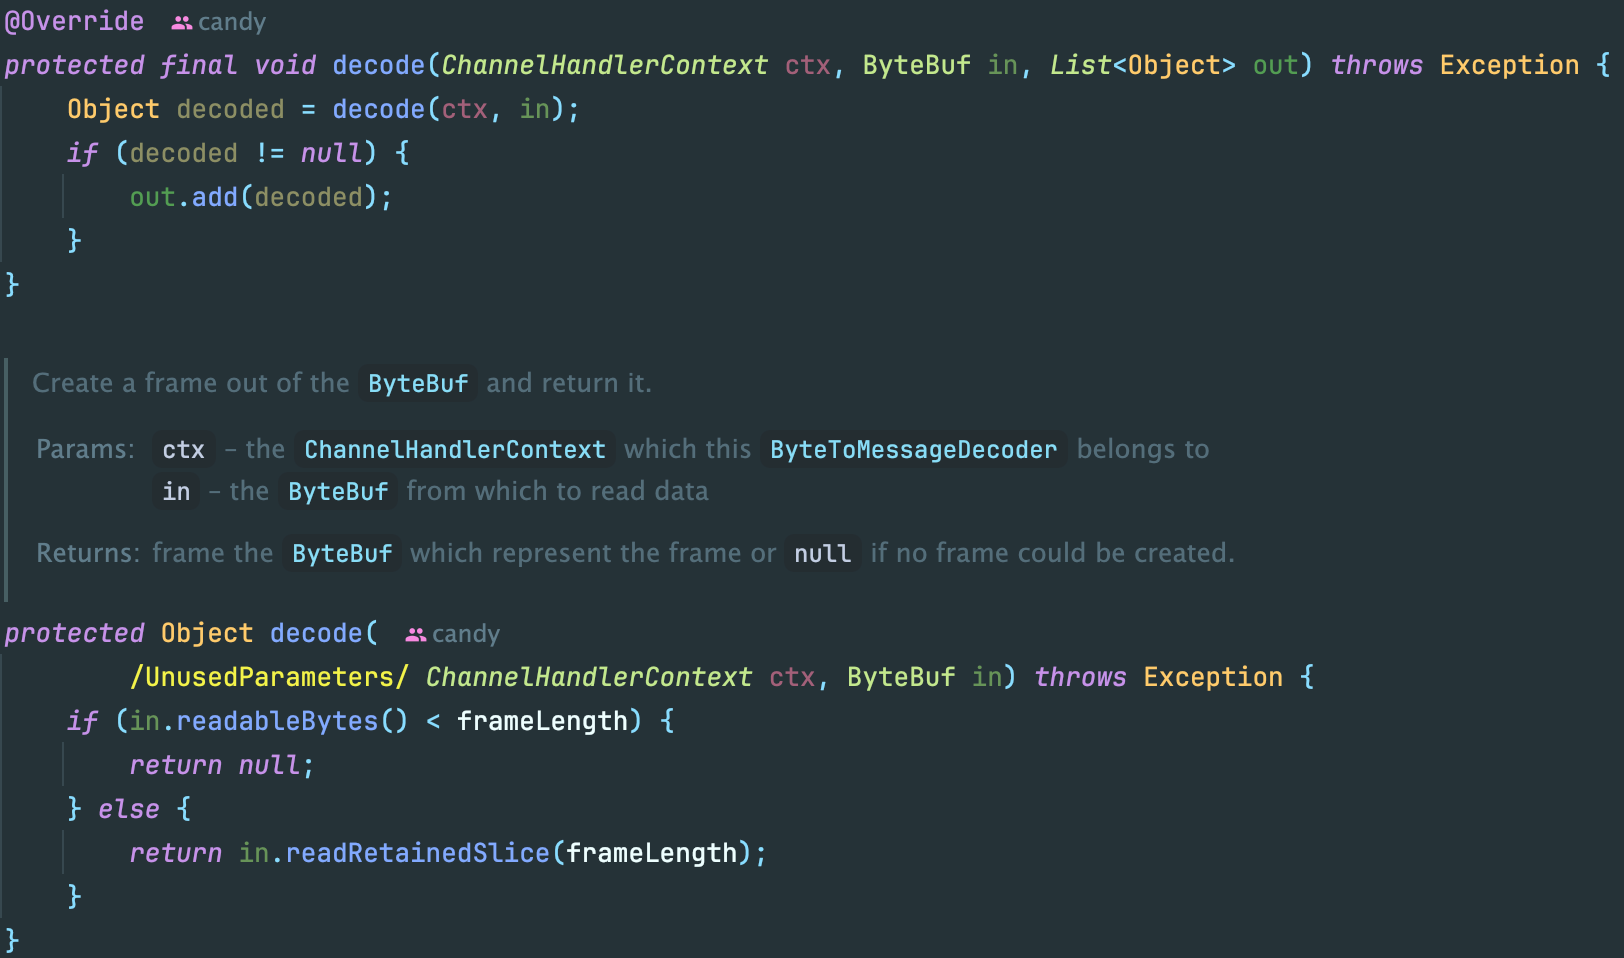 @Override candy
protected final void decode(ChannelHandlerContext ctx, ByteBuf in, List<Object> out) throws Exception {
Object decoded = decode(ctx, in);
if (decoded != null) {
out.add(decoded);
}
}
Create a frame out of the ByteBuf and return it.
Params: ctx – the ChannelHandlerContext which this ByteToMessageDecoder belongs to
in – the ByteBuf from which to read data
Returns: frame the ByteBuf which represent the frame or null if no frame could be created.
protected Object decode( candy
/UnusedParameters/ ChannelHandlerContext ctx, ByteBuf in) throws Exception {
if (in.readableBytes() < frameLength) {
return null;
} else {
return in.readRetainedSlice(frameLength);
}
}